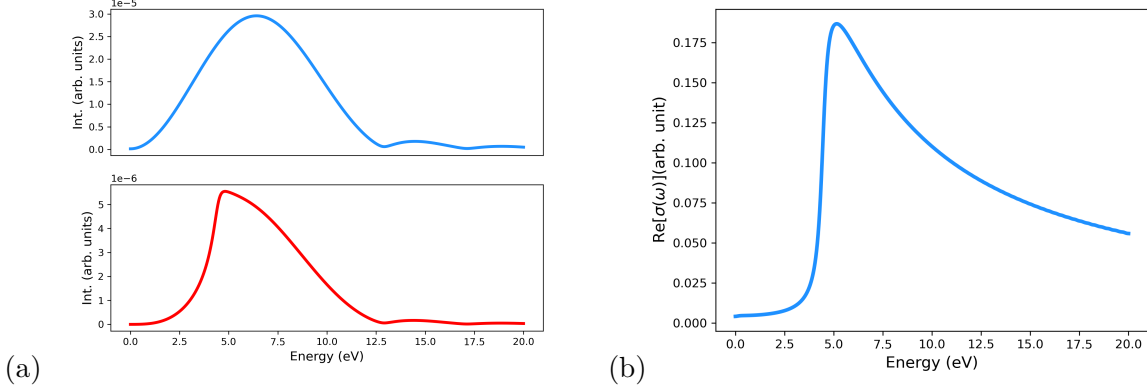 1e−5
3.0
2.5
2.0
1.5
1.0
0.5
0.0
Int. (arb. units)
1e−6
5
4
3
2
1
0
Int. (arb. units)
0.0 2.5 5.0 7.5 10.0 12.5 15.0 17.5 20.0
Energy (eV)
(a)
0.175
0.150
0.125
0.100
0.075
0.050
0.025
0.000
Re[σ(ω)](arb. unit)
0.0 2.5 5.0 7.5 10.0 12.5 15.0 17.5 20.0
Energy (eV)
(b)